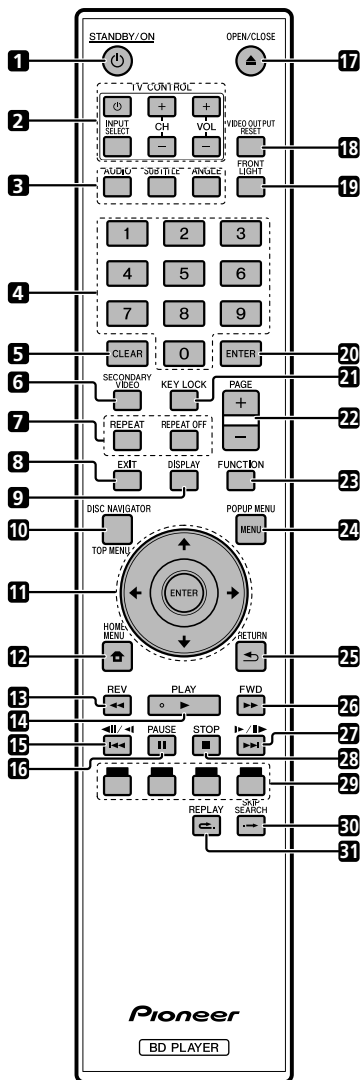 STANDBY/ON OPEN/CLOSE
1 17
TV CONTROL
2 INPUT SELECT + CH − + VOL − VIDEO OUTPUT RESET 18
3 AUDIO SUBTITLE ANGLE FRONT LIGHT 19
1 2 3
4 4 5 6
7 8 9
5 CLEAR 0 ENTER 20
6 SECONDARY VIDEO KEY LOCK 21 PAGE
+ 22
7 REPEAT REPEAT OFF −
8 EXIT DISPLAY FUNCTION 23
9
DISC NAVIGATOR POPUP MENU
10 MENU 24
TOP MENU
11 ENTER
HOME MENU RETURN
12 25
REV PLAY FWD
13 26
14
PAUSE STOP
15 27
16 28
29
REPLAY SKIP SEARCH
30
31
Pioneer
BD PLAYER